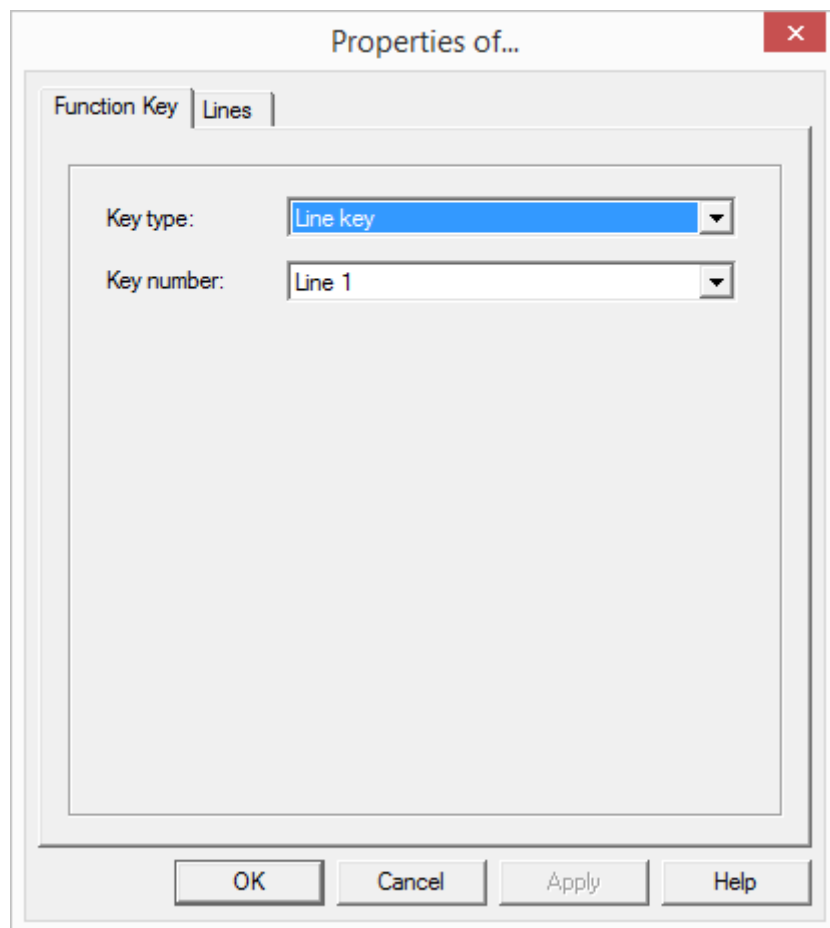 Properties of...
Function Key Lines
Key type: Line key
Key number: Line 1
OK Cancel Apply Help